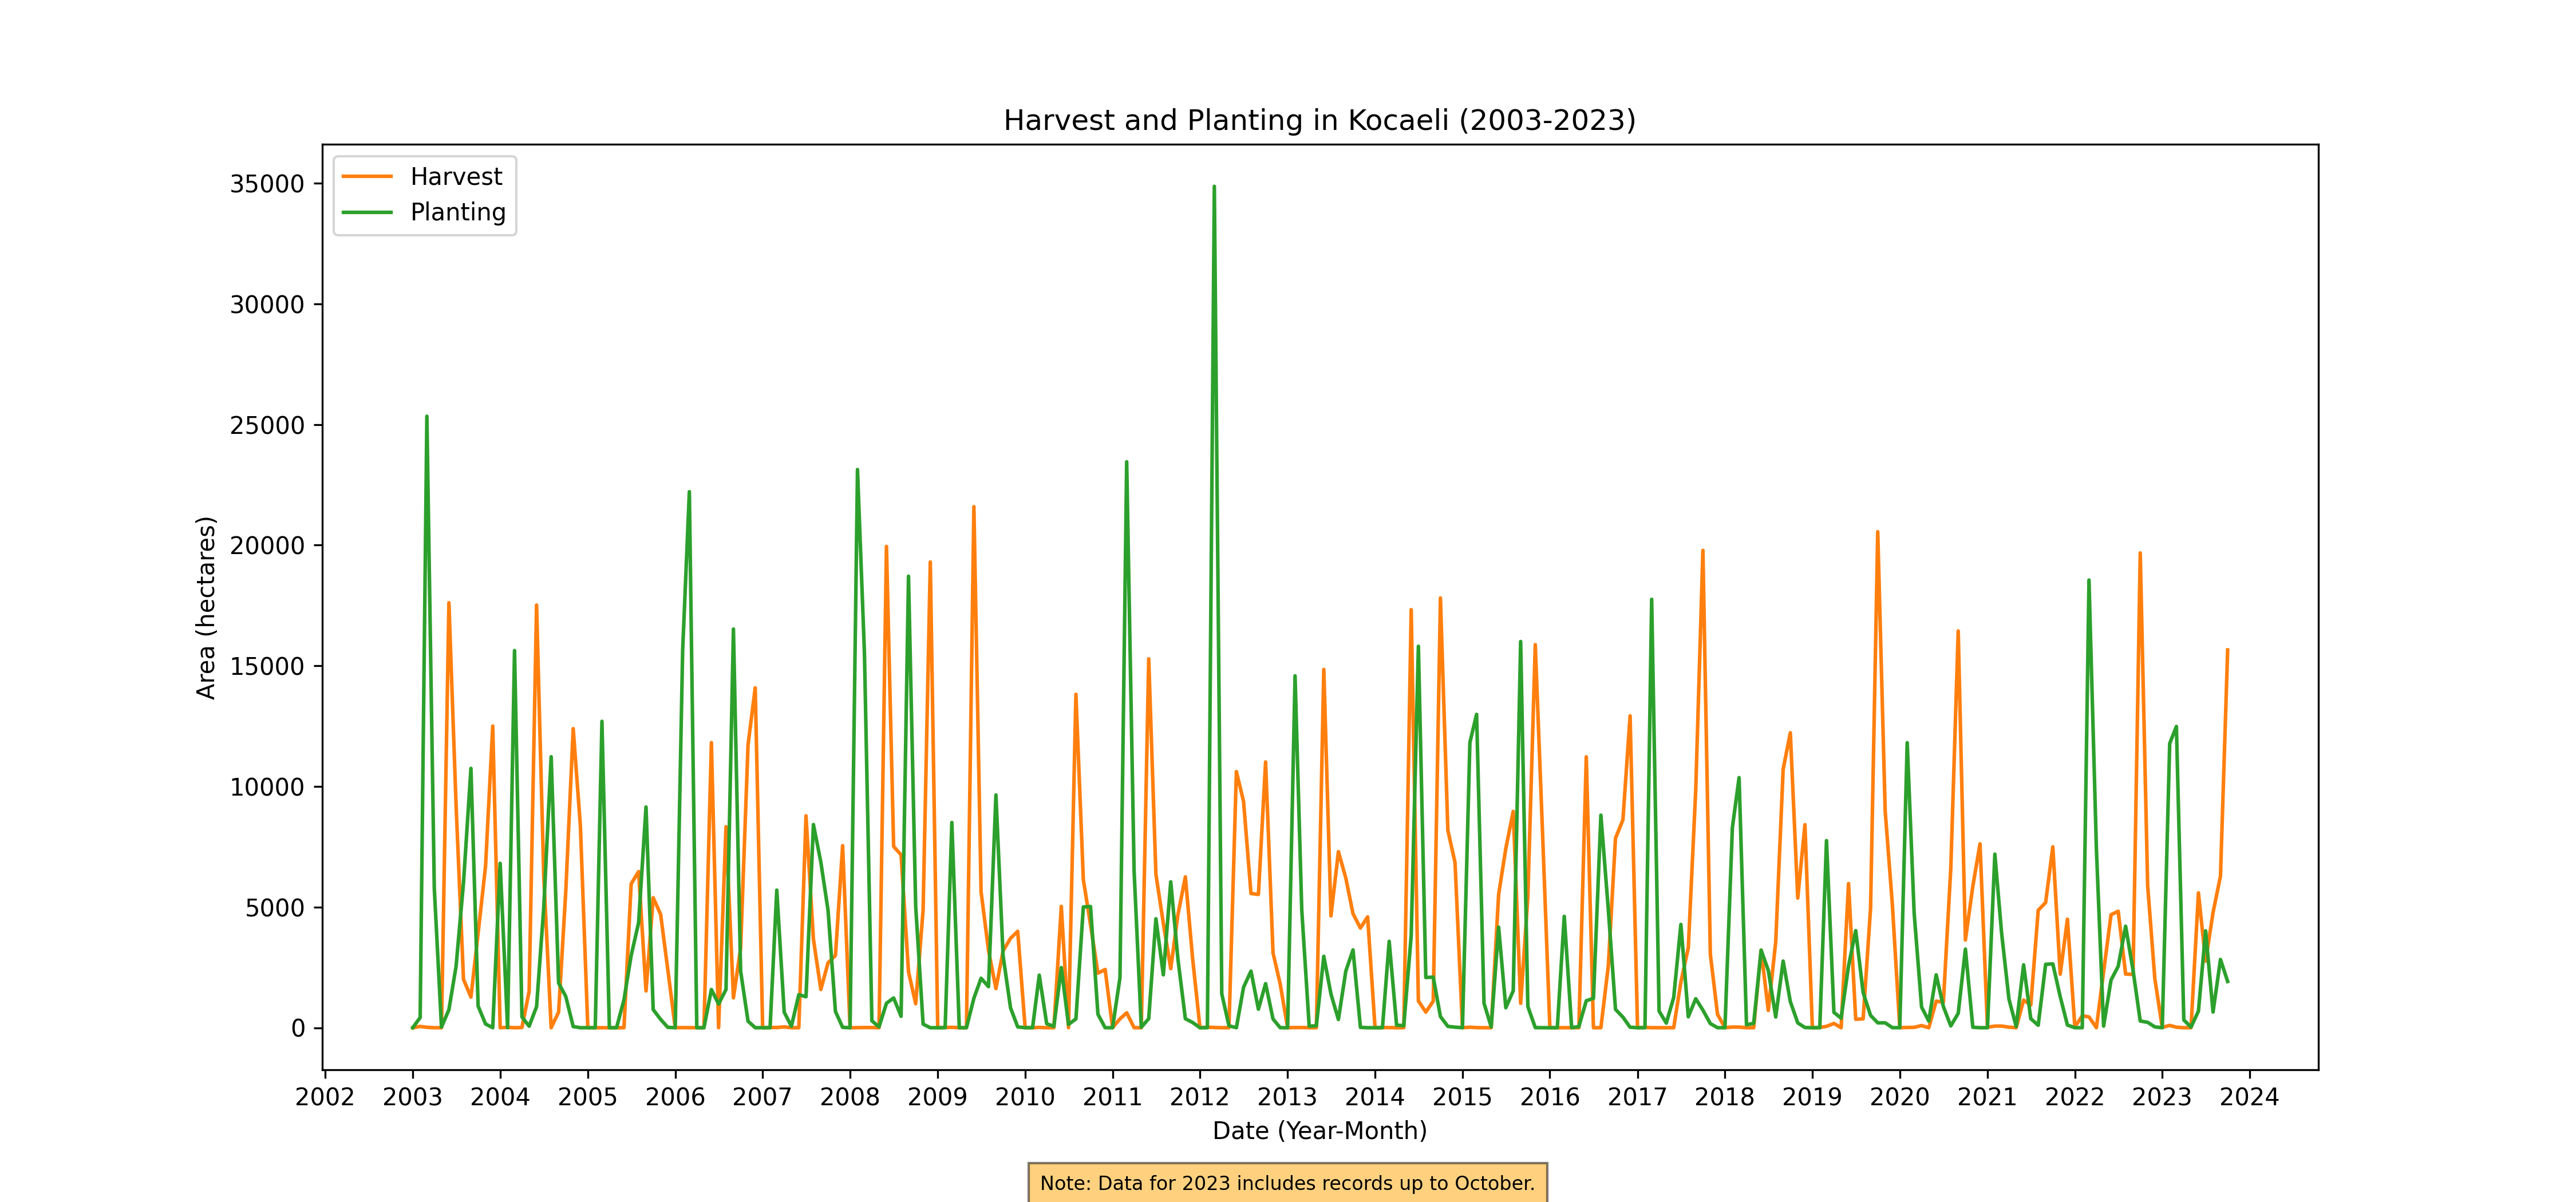 Harvest and Planting in Kocaeli (2003-2023)
Harvest
Planting
35000
30000
25000
20000
15000
10000
5000
0
Area (hectares)
2002 2003 2004 2005 2006 2007 2008 2009 2010 2011 2012 2013 2014 2015 2016 2017 2018 2019 2020 2021 2022 2023 2024
Date (Year-Month)
Note: Data for 2023 includes records up to October.